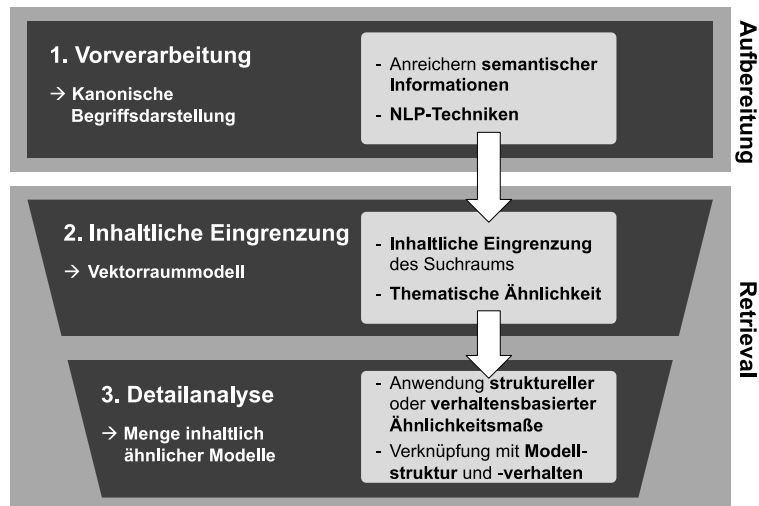 1. Vorverarbeitung
→ Kanonische
Begriffsdarstellung
- Anreichern semantischer
Informationen
- NLP-Techniken
Aufbereitung
2. Inhaltliche Eingrenzung
→ Vektorraummodell
- Inhaltliche Eingrenzung
des Suchraums
- Thematische Ähnlichkeit
3. Detailanalyse
→ Menge inhaltlich
ähnlicher Modelle
- Anwendung struktureller
oder verhaltensbasierter
Ähnlichkeitsmaße
- Verknüpfung mit Modell-
struktur und -verhalten
Retrieval